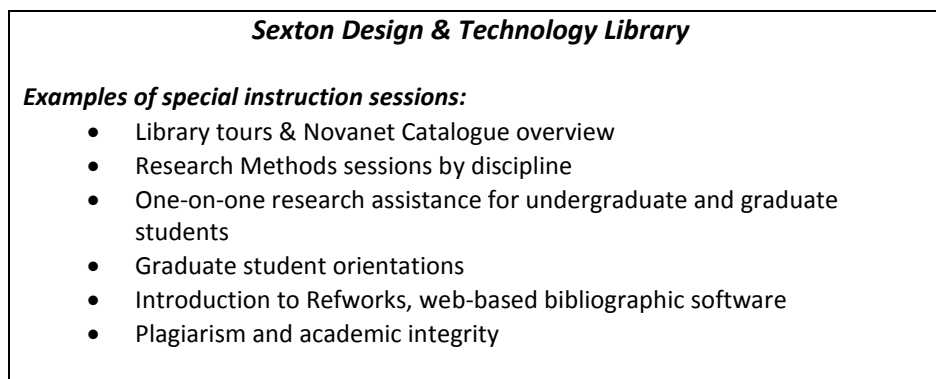 Sexton Design & Technology Library
Examples of special instruction sessions:
• Library tours & Novanet Catalogue overview
• Research Methods sessions by discipline
• One-on-one research assistance for undergraduate and graduate
students
• Graduate student orientations
• Introduction to Refworks, web-based bibliographic software
• Plagiarism and academic integrity